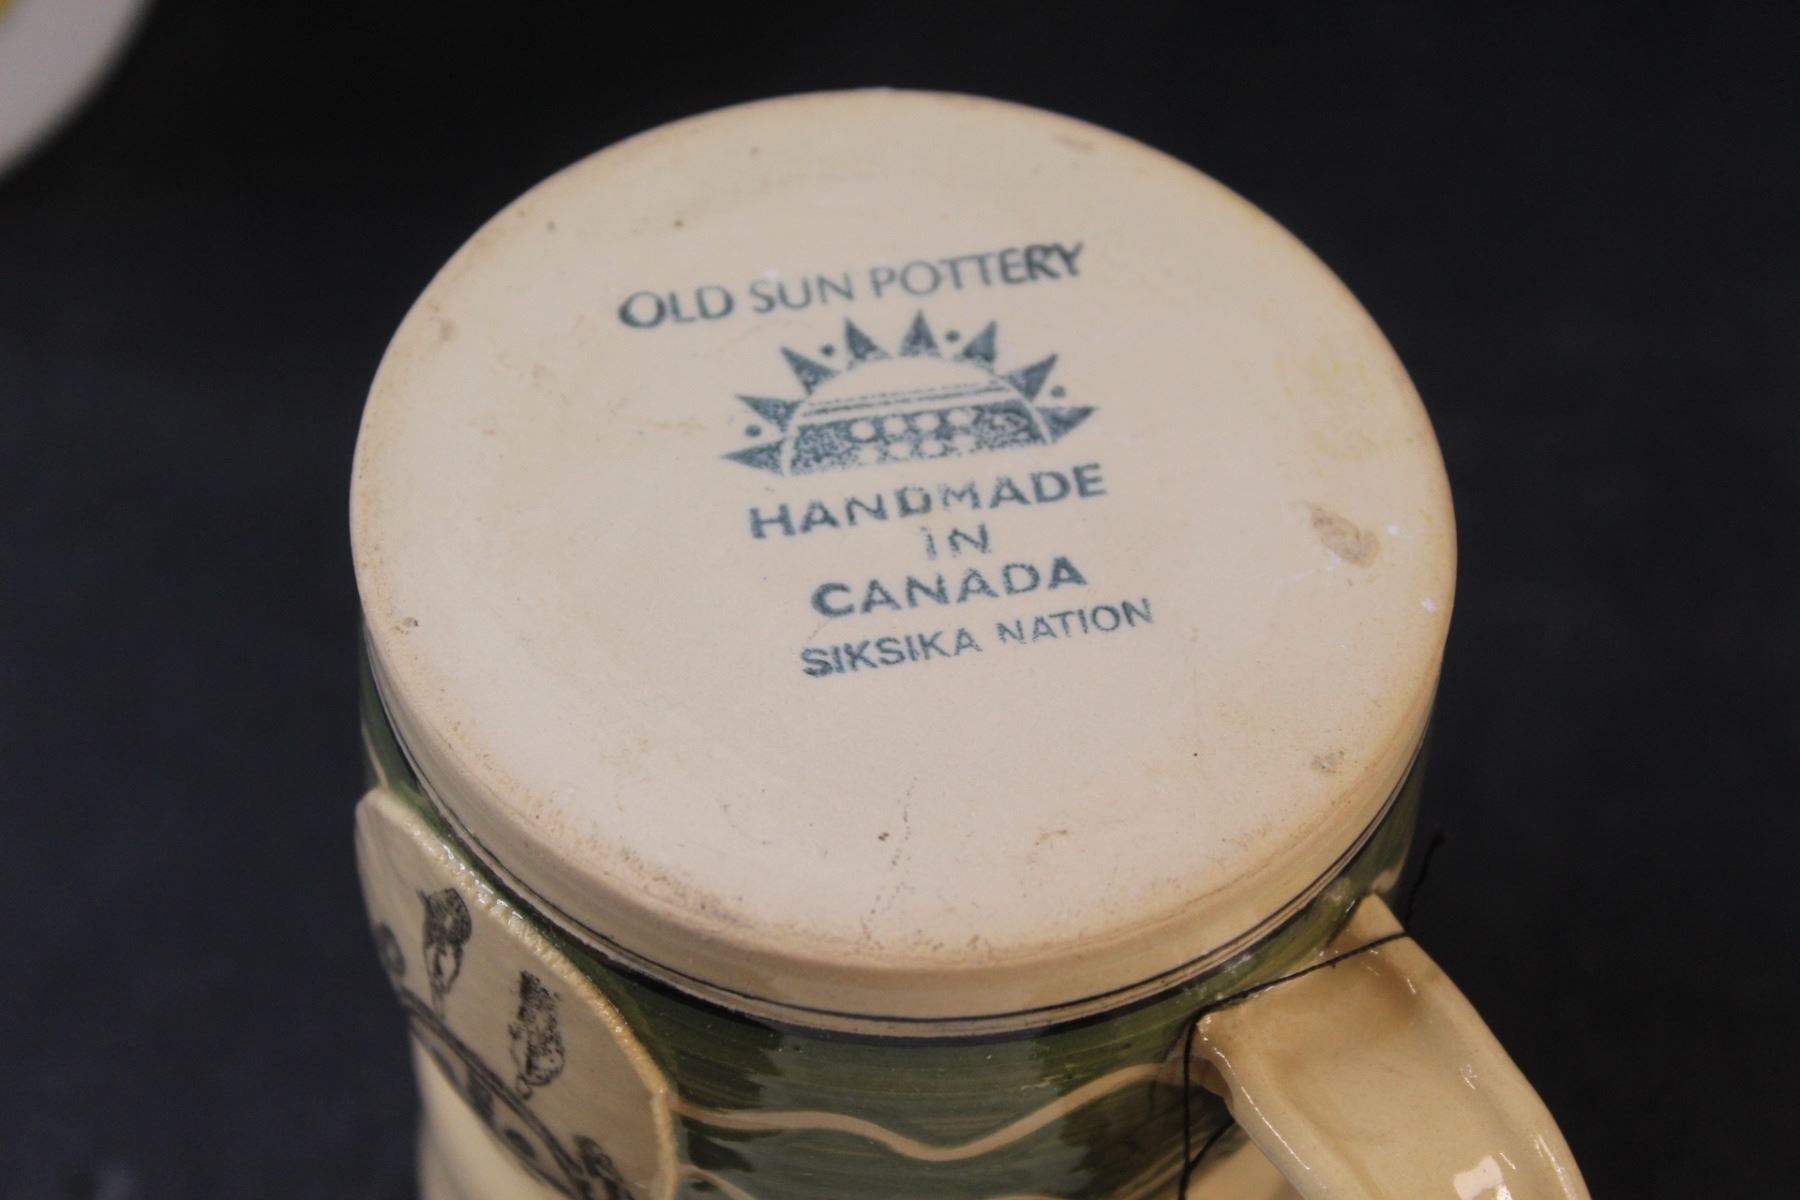 OLD SUN POTTERY
HANDMADE
IN
CANADA
SIKSIKA NATION